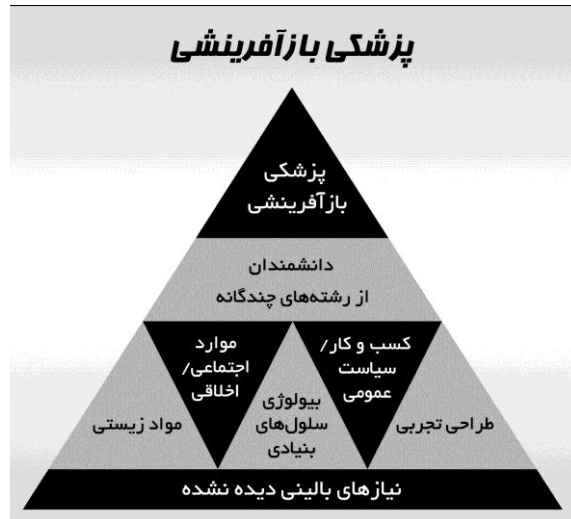 پزشکی بازآفرینشی
پزشکی
بازآفرینشی
دانشمندان
از رشته‌های چندگانه
کسب و کار/
سیاست
عمومی
موارد
اجتماعی/
اخلاقی
طراحی تجربی
بیولوژی
سلول‌های
بنیادی
مواد زیستی
نیازهای بالینی دیده نشده